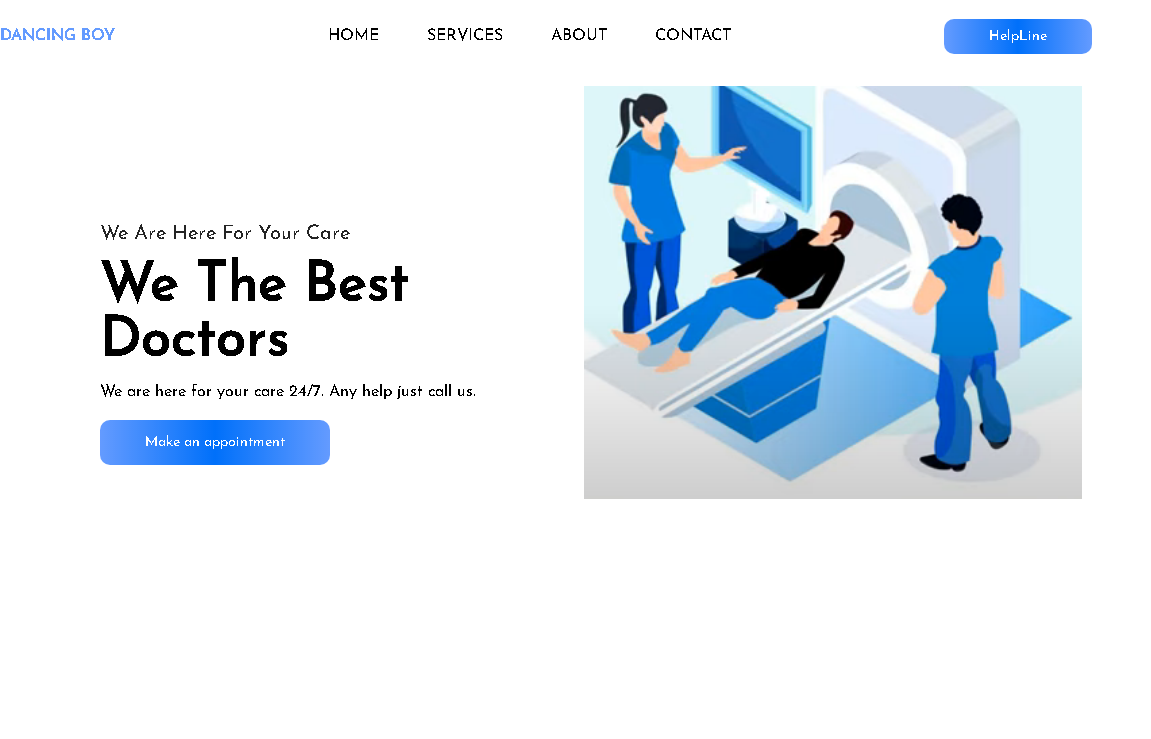 DANCING BOY
HOME
SERVICES
ABOUT
CONTACT
HelpLine
We Are Here For Your Care
We The Best
Doctors
We are here for your care 24/7. Any help just call us.
Make an appointment